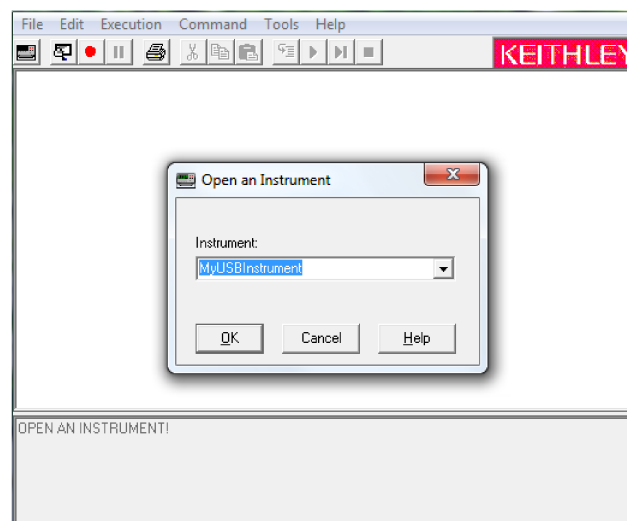 File Edit Execution Command Tools Help
KEITHLEY
Open an Instrument
Instrument:
MyUSBInstrument
OK Cancel Help
OPEN AN INSTRUMENT!